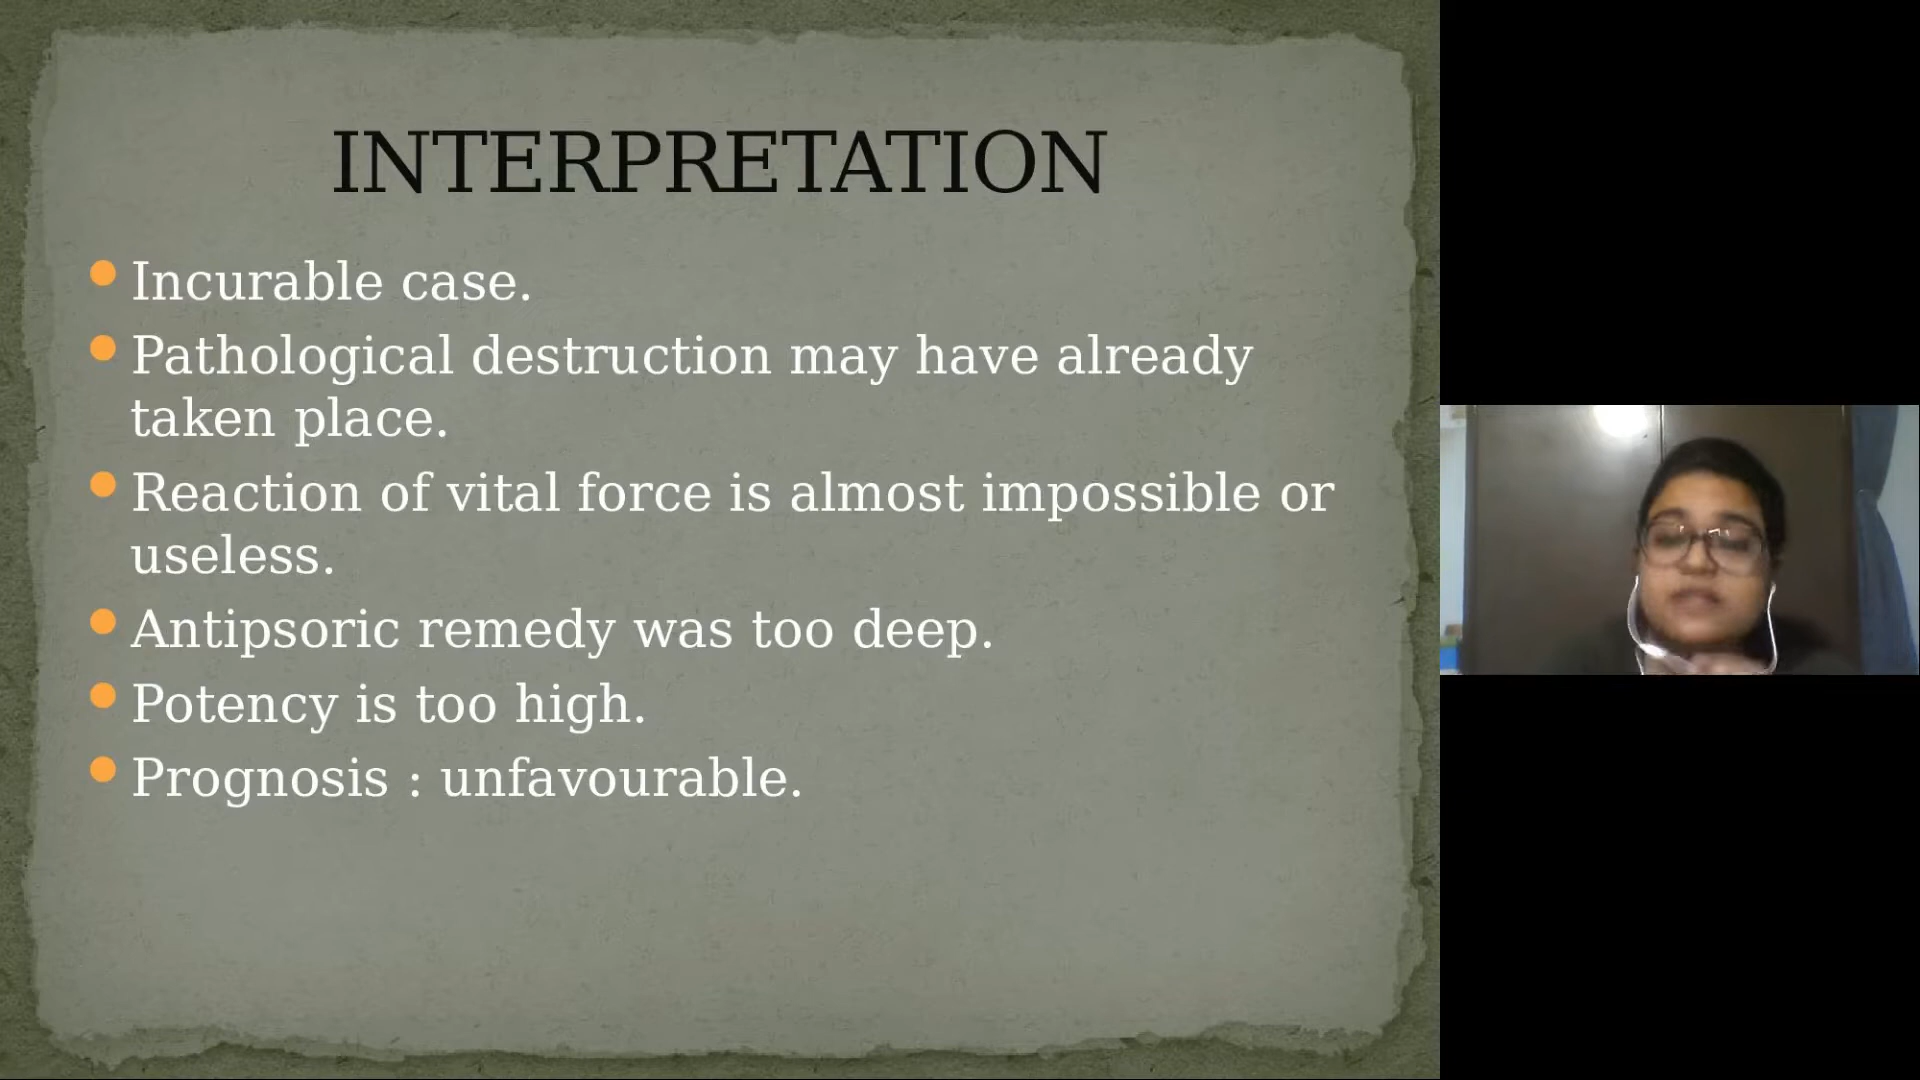 INTERPRETATION
Incurable case.
Pathological destruction may have already
taken place.
Reaction of vital force is almost impossible or
useless.
Antipsoric remedy was too deep.
Potency is too high.
Prognosis : unfavourable.